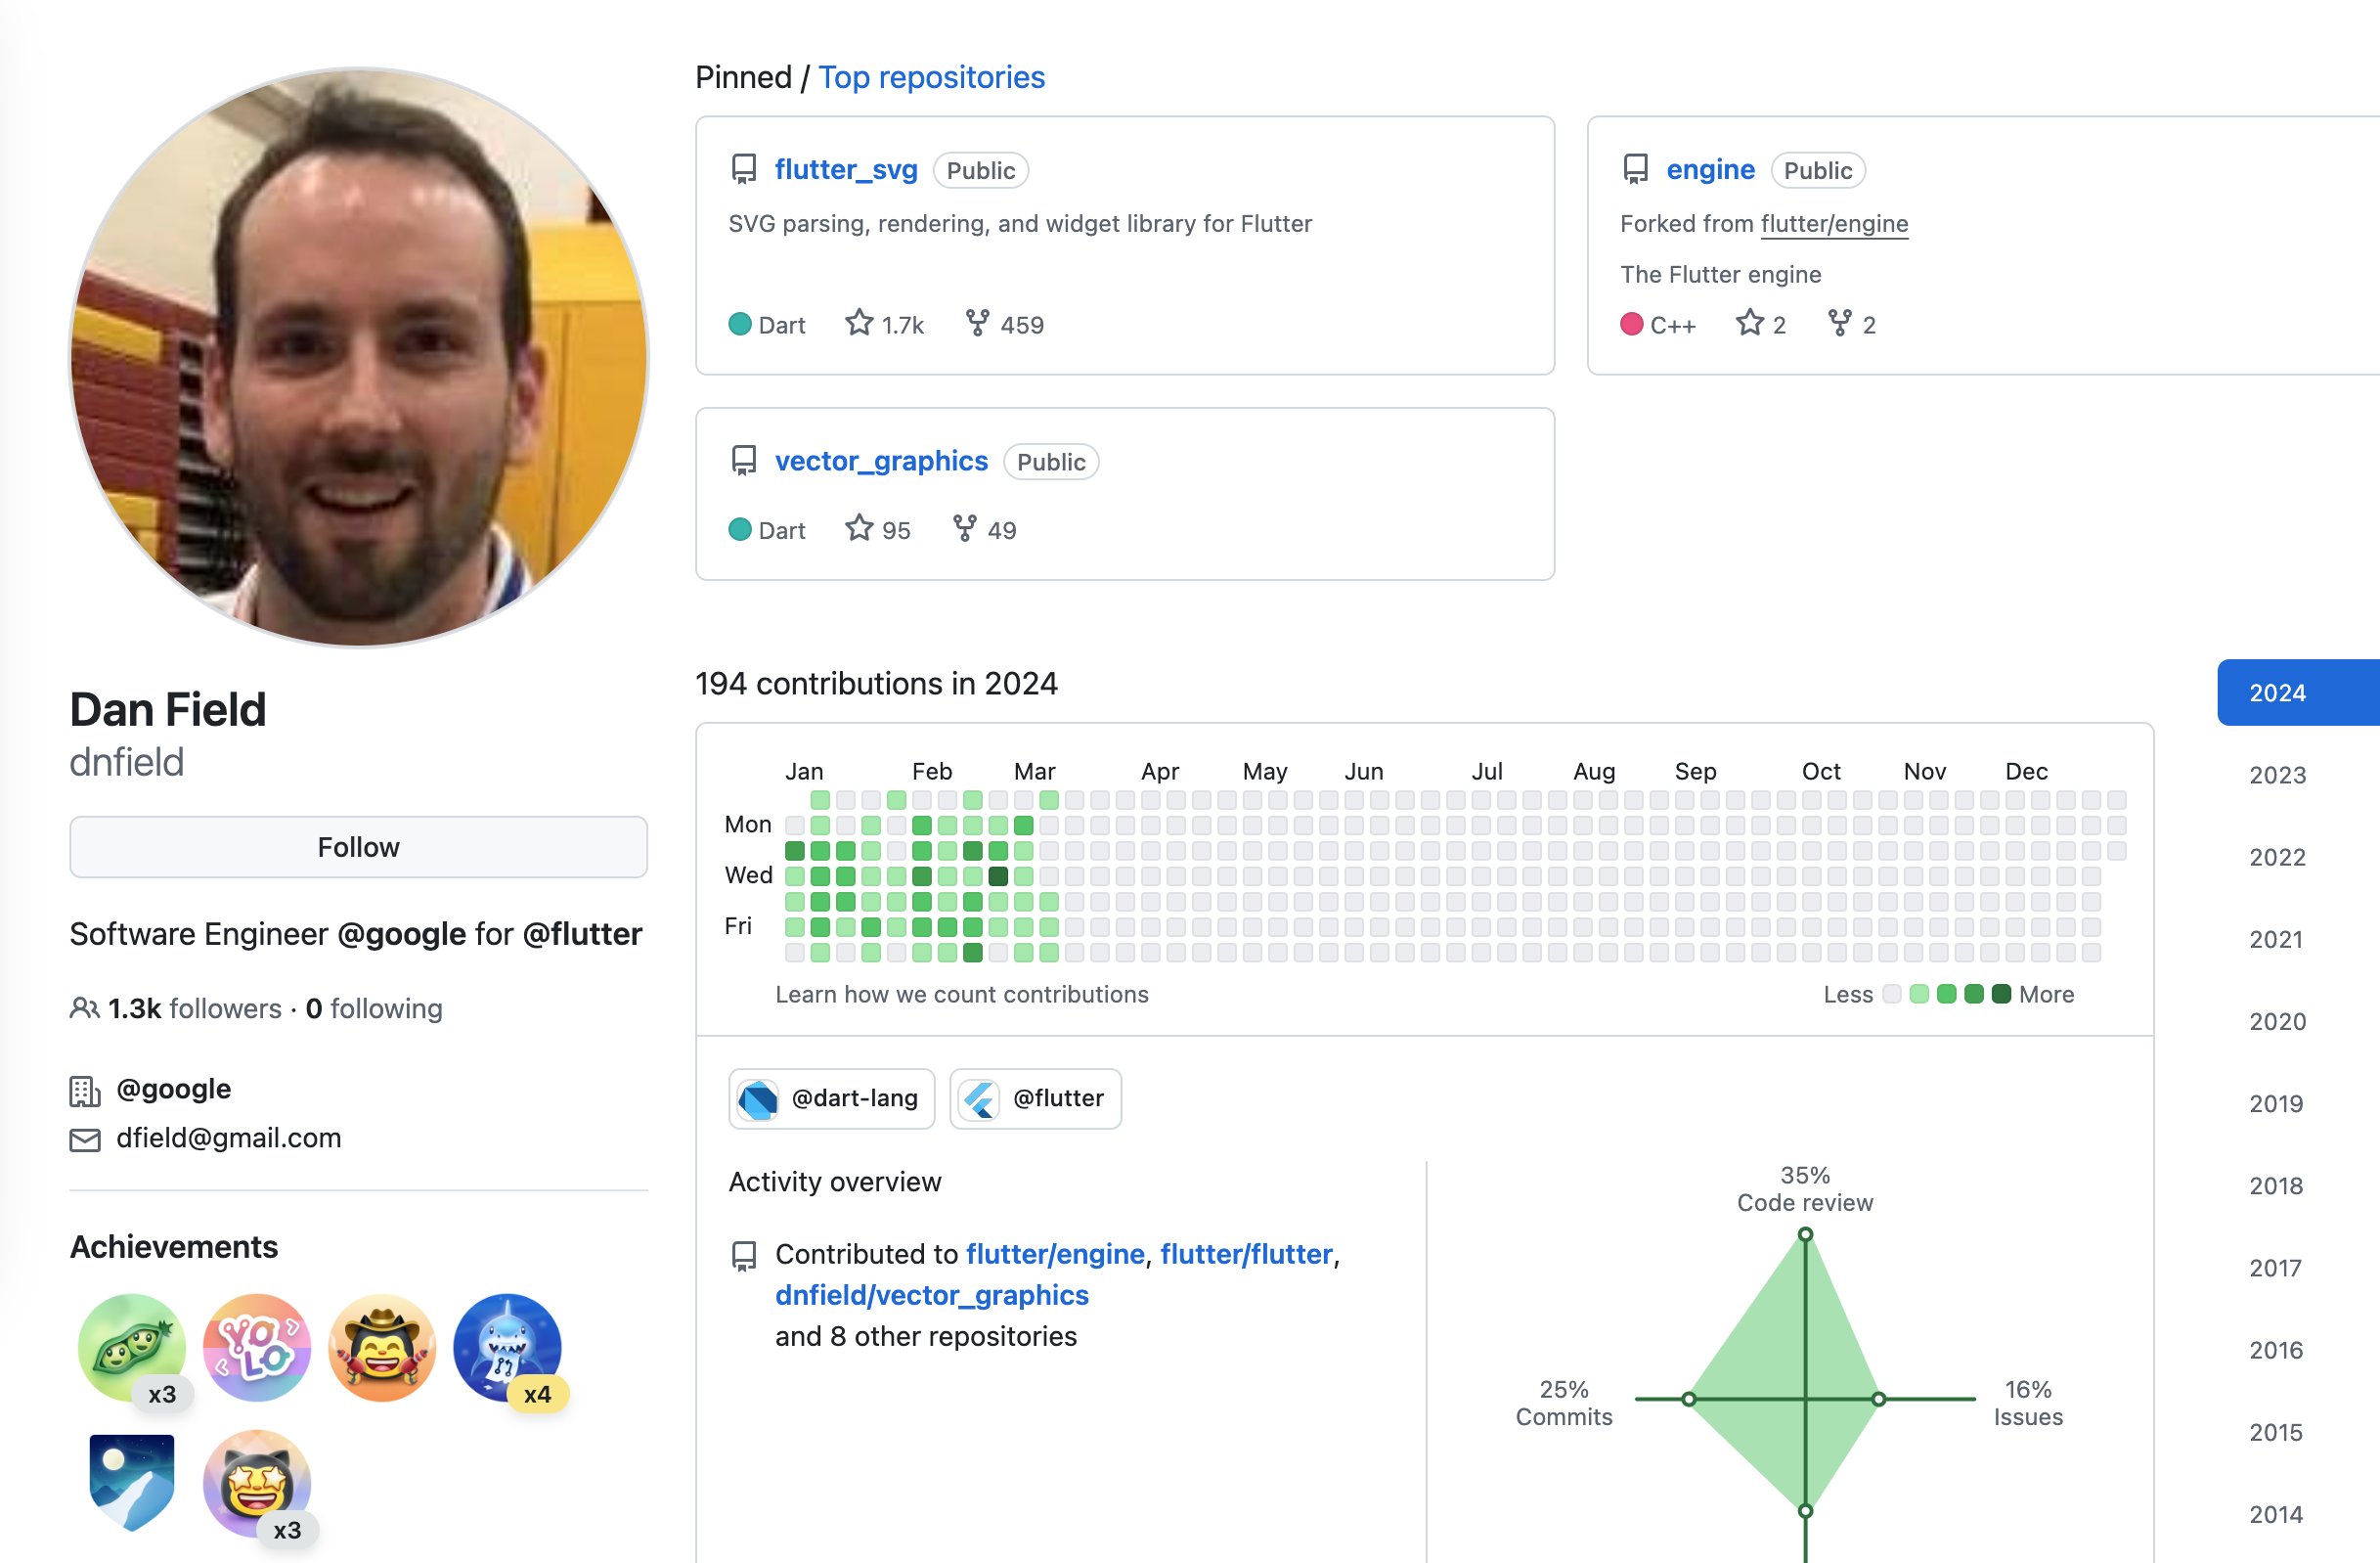 Pinned / Top repositories
flutter_svg Public
SVG parsing, rendering, and widget library for Flutter
Dart 1.7k 459
engine Public
Forked from flutter/engine
The Flutter engine
C++ 2 2
vector_graphics Public
Dart 95 49
Dan Field
dnfield
Follow
Software Engineer @google for @flutter
1.3k followers · 0 following
@google
dfield@gmail.com
Achievements
x3
YOLO
x4
x3
194 contributions in 2024
Jan Feb Mar Apr May Jun Jul Aug Sep Oct Nov Dec
Mon
Wed
Fri
Learn how we count contributions
Less More
@dart-lang @flutter
Activity overview
Contributed to flutter/engine, flutter/flutter,
dnfield/vector_graphics
and 8 other repositories
35%
Code review
25%
Commits
16%
Issues
2024
2023
2022
2021
2020
2019
2018
2017
2016
2015
2014